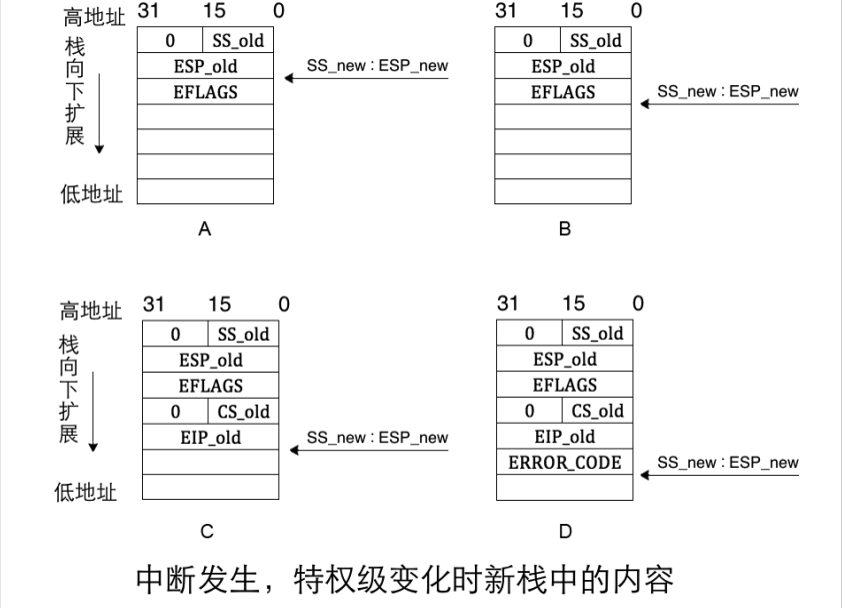 高地址 31 15 0
栈向下扩展
0 SS_old
ESP_old
EFLAGS
SS_new : ESP_new
低地址
A
31 15 0
0 SS_old
ESP_old
EFLAGS
SS_new : ESP_new
B
高地址 31 15 0
栈向下扩展
0 SS_old
ESP_old
EFLAGS
0 CS_old
EIP_old
SS_new : ESP_new
低地址
C
31 15 0
0 SS_old
ESP_old
EFLAGS
0 CS_old
EIP_old
ERROR_CODE
SS_new : ESP_new
D
中断发生，特权级变化时新栈中的内容